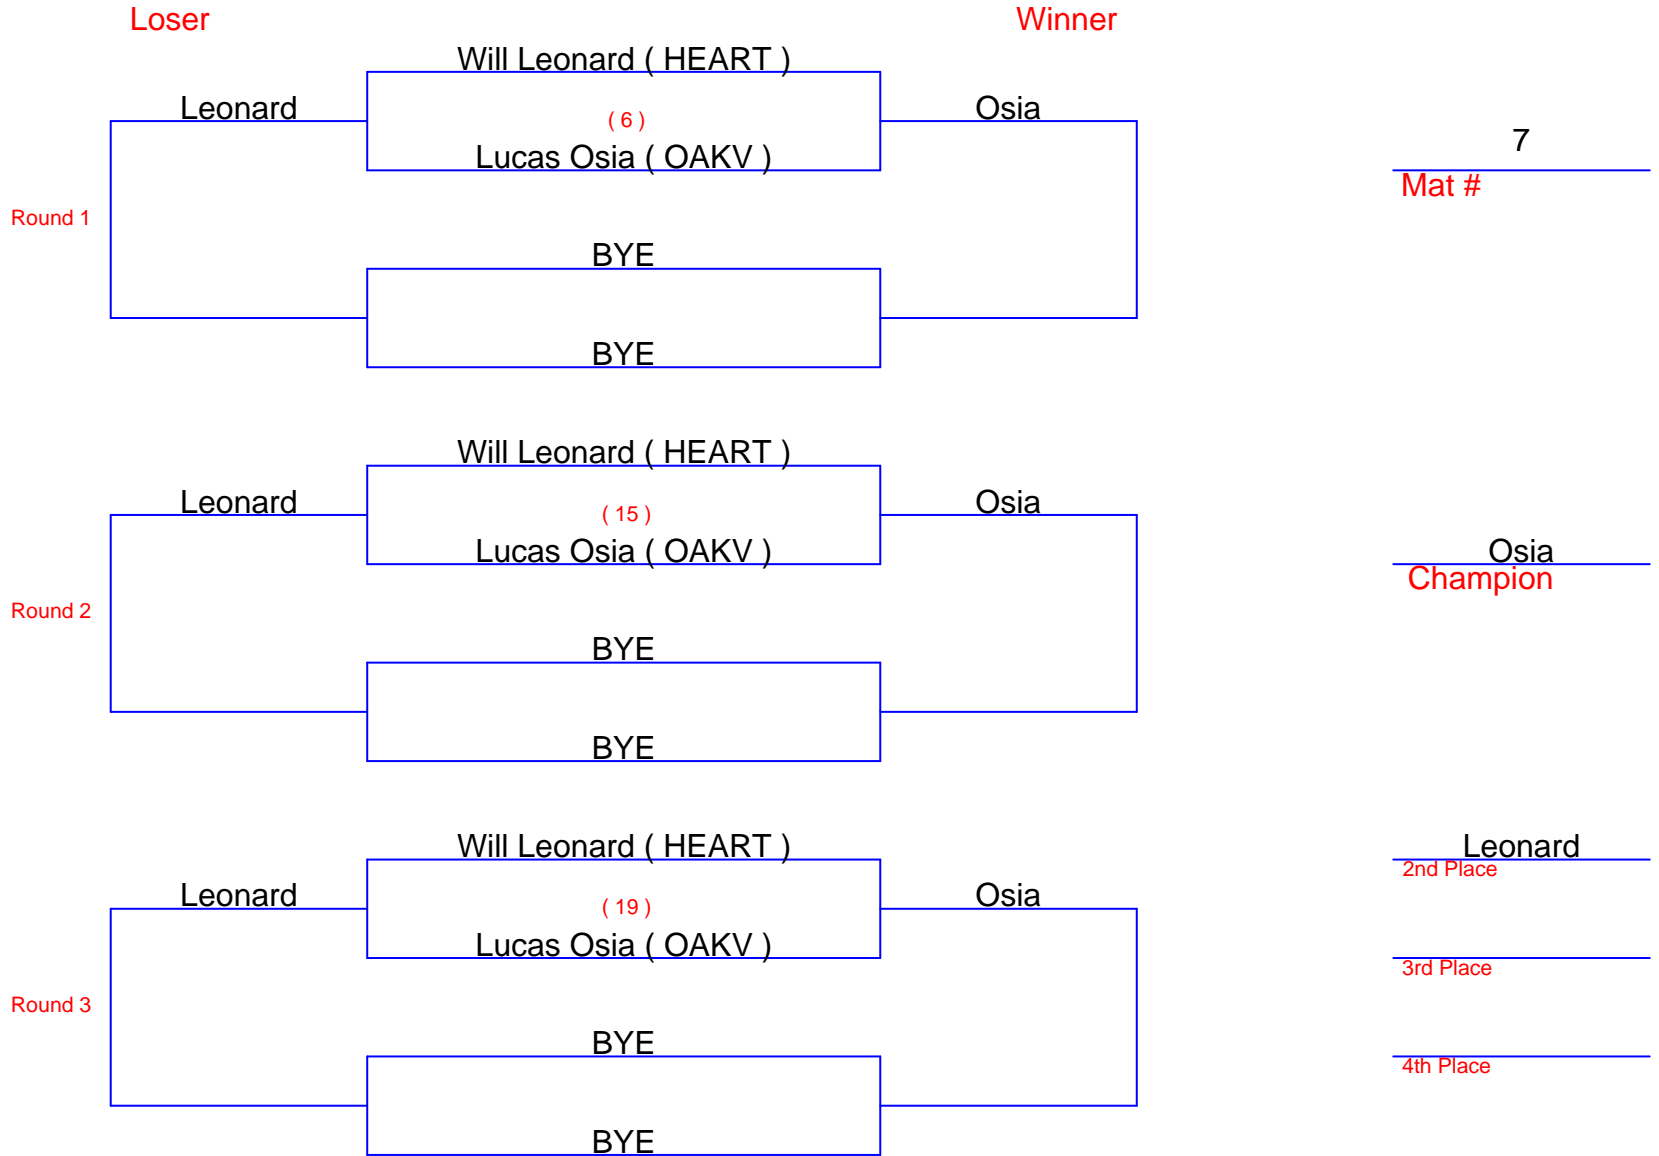 Loser
Winner
Will Leonard ( HEART )
Leonard
( 6 )
Osia
Lucas Osia ( OAKV )
7
Mat #
Round 1
BYE
BYE
Will Leonard ( HEART )
Leonard
( 15 )
Osia
Lucas Osia ( OAKV )
Osia
Champion
Round 2
BYE
BYE
Will Leonard ( HEART )
Leonard
2nd Place
Leonard
( 19 )
Osia
Lucas Osia ( OAKV )
3rd Place
Round 3
BYE
4th Place
BYE